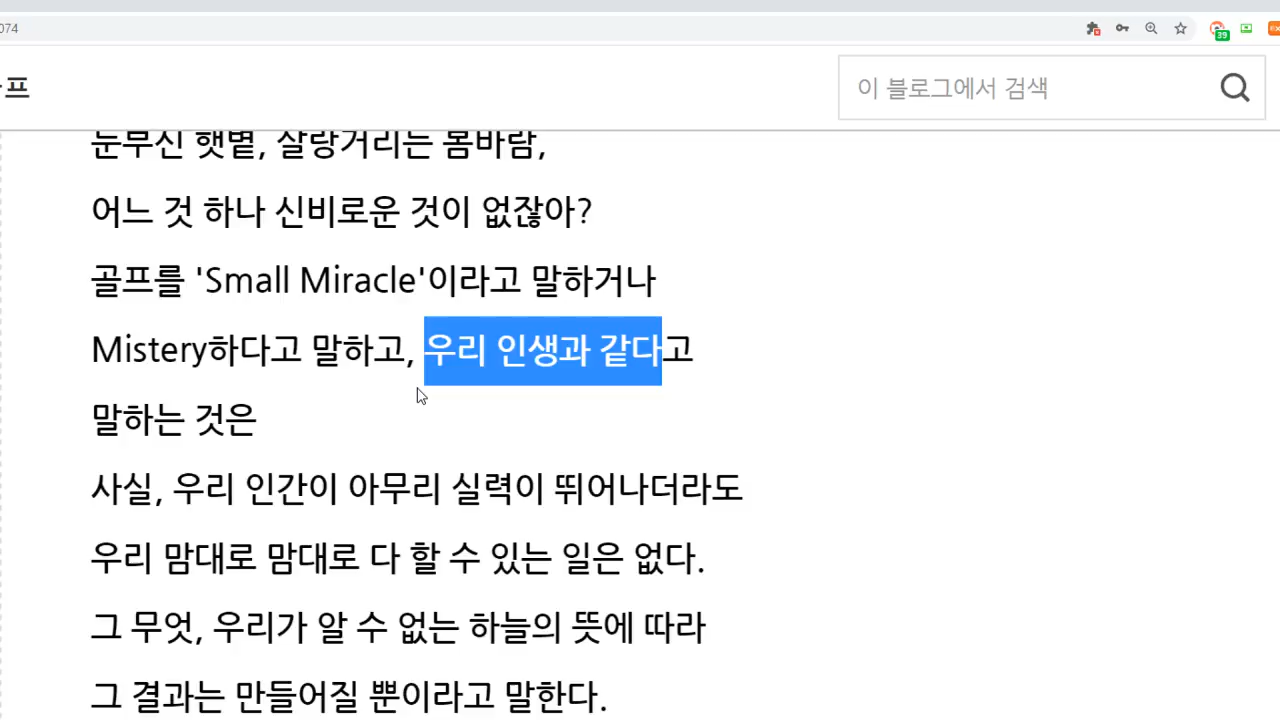 074
39
프
이 블로그에서 검색
눈부신 햇볕, 살랑거리는 봄바람,
어느 것 하나 신비로운 것이 없잖아?
골프를 'Small Miracle'이라고 말하거나
Mistery하다고 말하고, 우리 인생과 같다고
말하는 것은
사실, 우리 인간이 아무리 실력이 뛰어나더라도
우리 맘대로 맘대로 다 할 수 있는 일은 없다.
그 무엇, 우리가 알 수 없는 하늘의 뜻에 따라
그 결과는 만들어질 뿐이라고 말한다.